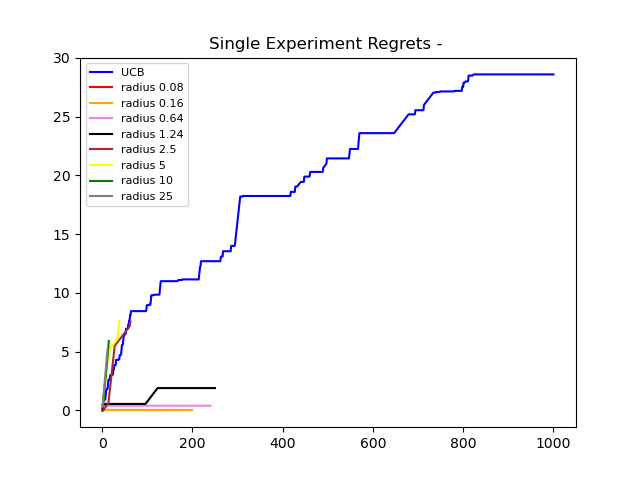 Single Experiment Regrets -
30
25
20
15
10
5
0
UCB
radius 0.08
radius 0.16
radius 0.64
radius 1.24
radius 2.5
radius 5
radius 10
radius 25
0 200 400 600 800 1000